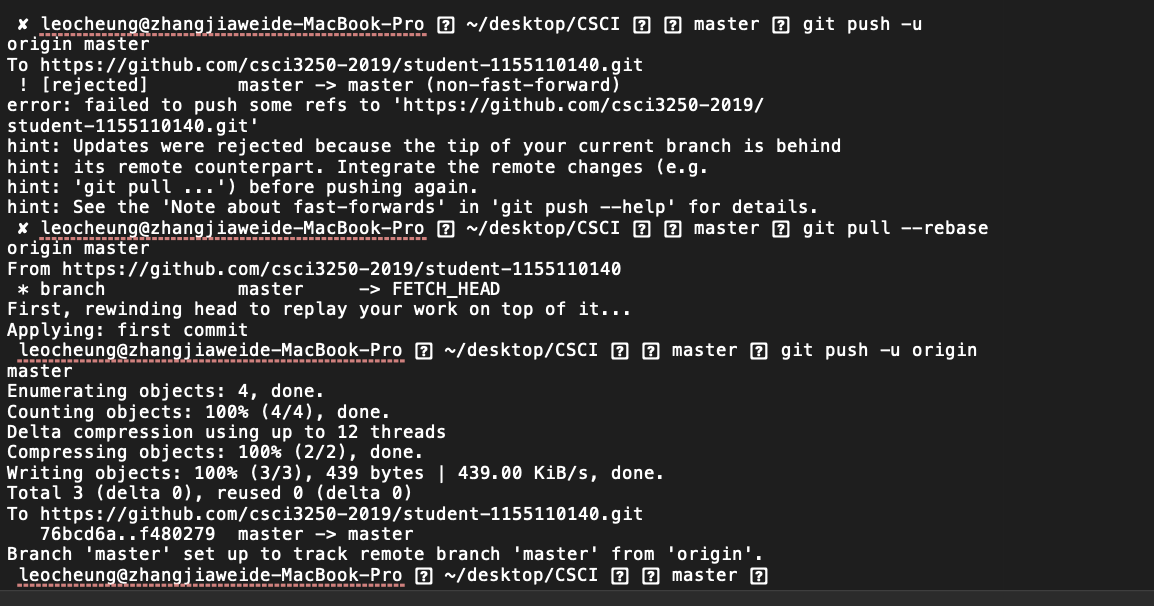 ✘ leocheung@zhangjiaweide-MacBook-Pro ⍰ ~/desktop/CSCI ⍰ ⍰ master ⍰ git push -u
origin master
To https://github.com/csci3250-2019/student-1155110140.git
! [rejected]        master -> master (non-fast-forward)
error: failed to push some refs to 'https://github.com/csci3250-2019/
student-1155110140.git'
hint: Updates were rejected because the tip of your current branch is behind
hint: its remote counterpart. Integrate the remote changes (e.g.
hint: 'git pull ...') before pushing again.
hint: See the 'Note about fast-forwards' in 'git push --help' for details.
✘ leocheung@zhangjiaweide-MacBook-Pro ⍰ ~/desktop/CSCI ⍰ ⍰ master ⍰ git pull --rebase
origin master
From https://github.com/csci3250-2019/student-1155110140
* branch            master     -> FETCH_HEAD
First, rewinding head to replay your work on top of it...
Applying: first commit
leocheung@zhangjiaweide-MacBook-Pro ⍰ ~/desktop/CSCI ⍰ ⍰ master ⍰ git push -u origin
master
Enumerating objects: 4, done.
Counting objects: 100% (4/4), done.
Delta compression using up to 12 threads
Compressing objects: 100% (2/2), done.
Writing objects: 100% (3/3), 439 bytes | 439.00 KiB/s, done.
Total 3 (delta 0), reused 0 (delta 0)
To https://github.com/csci3250-2019/student-1155110140.git
76bcd6a..f480279  master -> master
Branch 'master' set up to track remote branch 'master' from 'origin'.
leocheung@zhangjiaweide-MacBook-Pro ⍰ ~/desktop/CSCI ⍰ ⍰ master ⍰